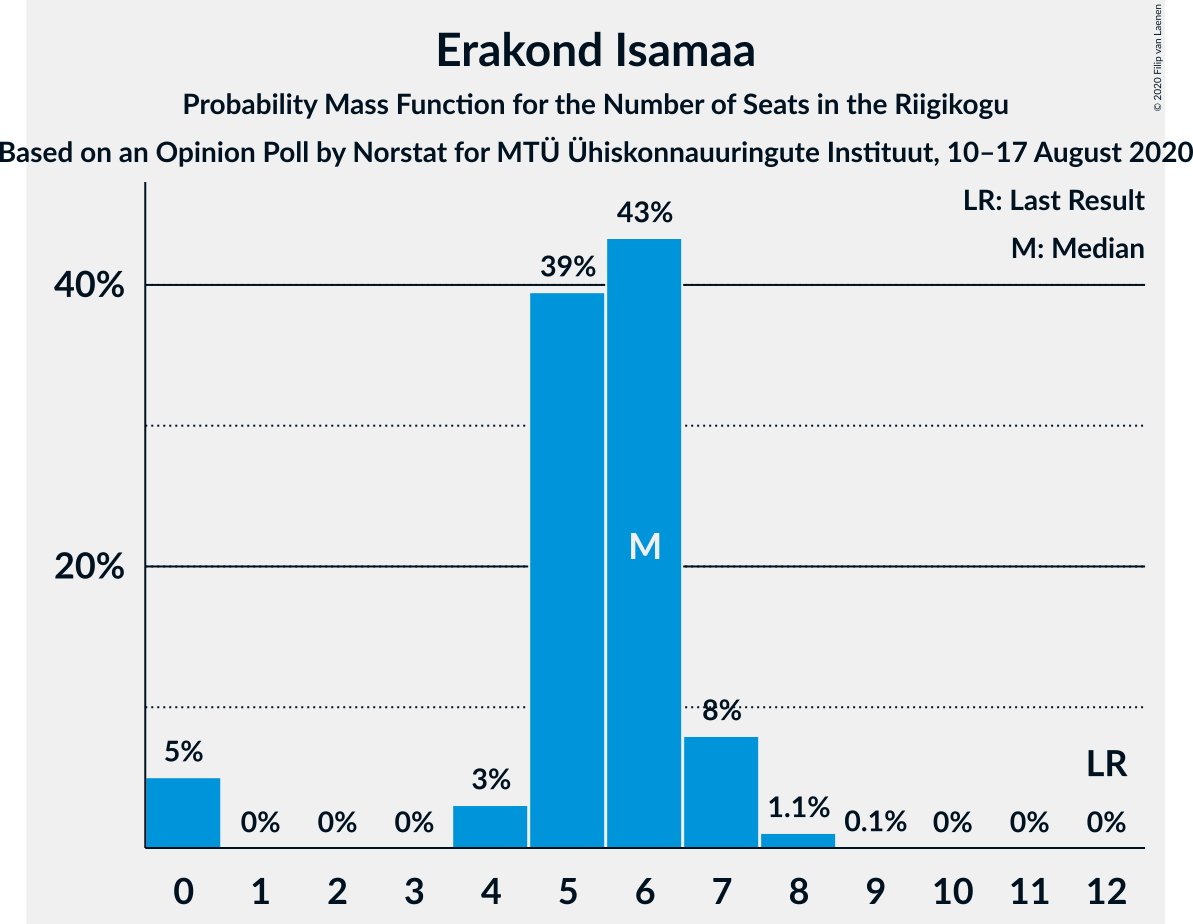 Erakond Isamaa
Probability Mass Function for the Number of Seats in the Riigikogu
Based on an Opinion Poll by Norstat for MTÜ Ühiskonnauuringute Instituut, 10–17 August 2020
© 2020 Filip van Laenen
LR: Last Result
M: Median
40%
20%
5%
0%
0%
0%
3%
39%
43%
8%
1.1%
0.1%
0%
0%
0%
M
LR
0 1 2 3 4 5 6 7 8 9 10 11 12